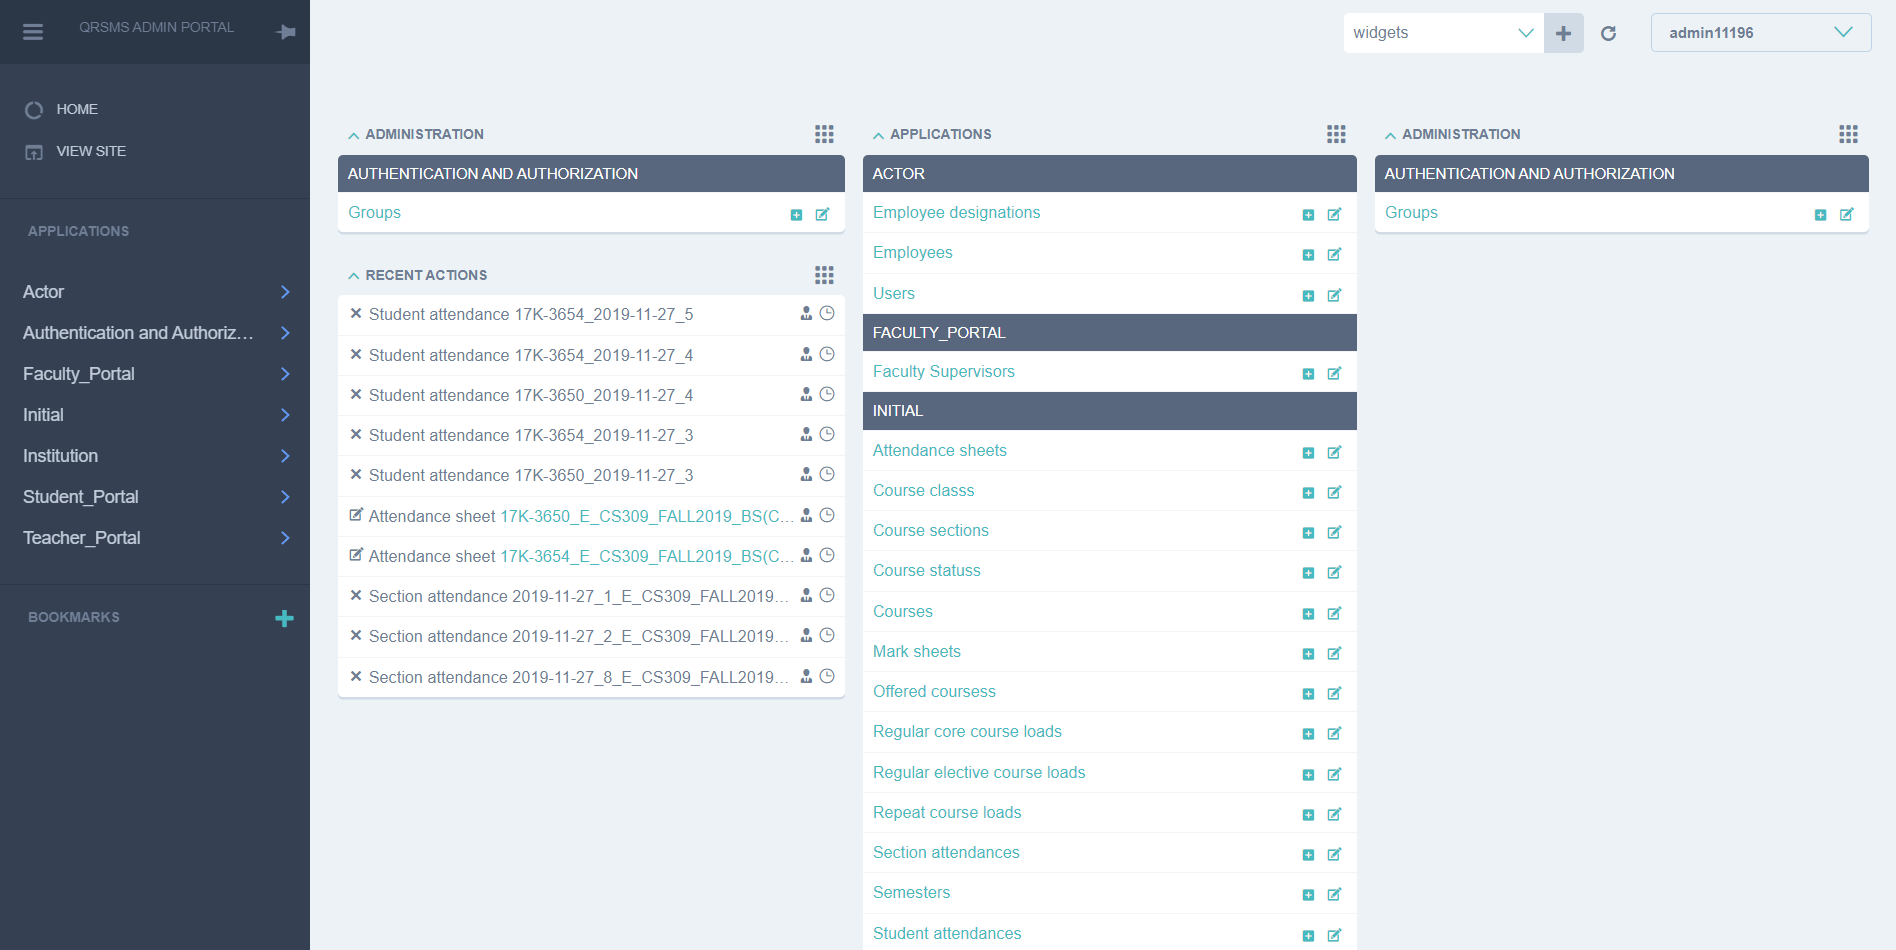 QRSMS ADMIN PORTAL
HOME
VIEW SITE
APPLICATIONS
Actor
Authentication and Authoriz...
Faculty_Portal
Initial
Institution
Student_Portal
Teacher_Portal
BOOKMARKS
widgets
admin11196
ADMINISTRATION
AUTHENTICATION AND AUTHORIZATION
Groups
RECENT ACTIONS
Student attendance 17K-3654_2019-11-27_5
Student attendance 17K-3654_2019-11-27_4
Student attendance 17K-3650_2019-11-27_4
Student attendance 17K-3654_2019-11-27_3
Student attendance 17K-3650_2019-11-27_3
Attendance sheet 17K-3650_E_CS309_FALL2019_BS(C...
Attendance sheet 17K-3654_E_CS309_FALL2019_BS(C...
Section attendance 2019-11-27_1_E_CS309_FALL2019...
Section attendance 2019-11-27_2_E_CS309_FALL2019...
Section attendance 2019-11-27_8_E_CS309_FALL2019...
APPLICATIONS
ACTOR
Employee designations
Employees
Users
FACULTY_PORTAL
Faculty Supervisors
INITIAL
Attendance sheets
Course classs
Course sections
Course statuss
Courses
Mark sheets
Offered coursess
Regular core course loads
Regular elective course loads
Repeat course loads
Section attendances
Semesters
Student attendances
ADMINISTRATION
AUTHENTICATION AND AUTHORIZATION
Groups